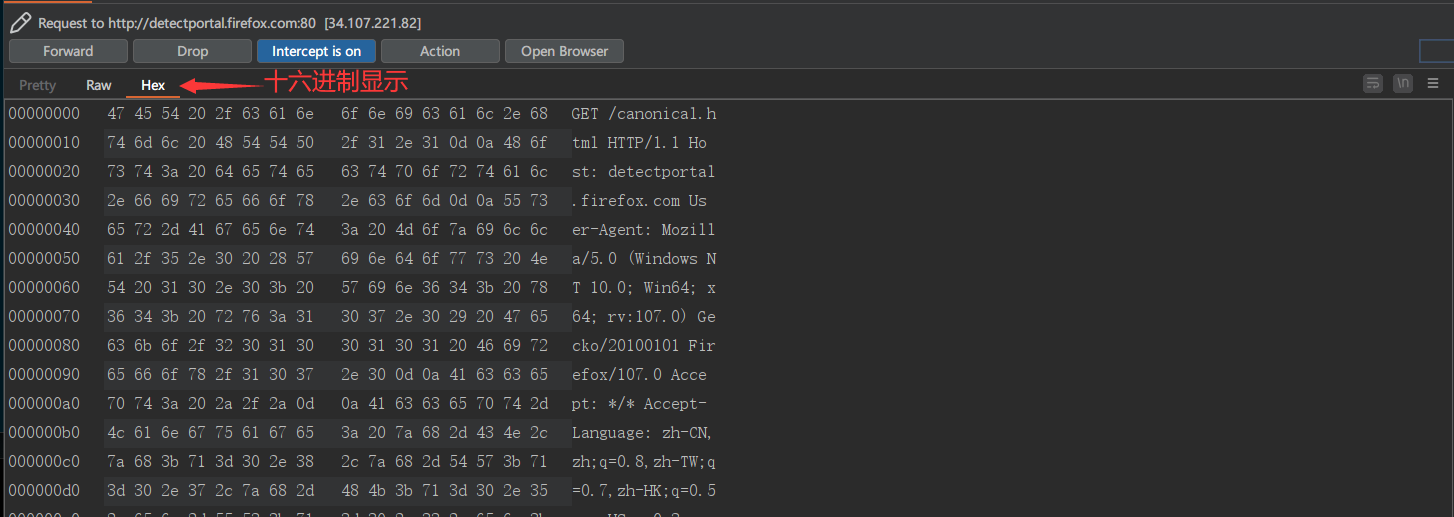 Request to http://detectportal.firefox.com:80 [34.107.221.82]
Forward Drop Intercept is on Action Open Browser
Pretty Raw Hex 十六进制显示 \n
00000000 47 45 54 20 2f 63 61 6e 6f 6e 69 63 61 6c 2e 68 GET /canonical.h
00000010 74 6d 6c 20 48 54 54 50 2f 31 2e 31 0d 0a 48 6f tml HTTP/1.1 Ho
00000020 73 74 3a 20 64 65 74 65 63 74 70 6f 72 74 61 6c st: detectportal
00000030 2e 66 69 72 65 66 6f 78 2e 63 6f 6d 0d 0a 55 73 .firefox.com Us
00000040 65 72 2d 41 67 65 6e 74 3a 20 4d 6f 7a 69 6c 6c er-Agent: Mozill
00000050 61 2f 35 2e 30 20 28 57 69 6e 64 6f 77 73 20 4e a/5.0 (Windows N
00000060 54 20 31 30 2e 30 3b 20 57 69 6e 36 34 3b 20 78 T 10.0; Win64; x
00000070 36 34 3b 20 72 76 3a 31 30 37 2e 30 29 20 47 65 64; rv:107.0) Ge
00000080 63 6b 6f 2f 32 30 31 30 30 31 30 31 20 46 69 72 cko/20100101 Fir
00000090 65 66 6f 78 2f 31 30 37 2e 30 0d 0a 41 63 63 65 efox/107.0 Acce
000000a0 70 74 3a 20 2a 2f 2a 0d 0a 41 63 63 65 70 74 2d pt: */* Accept-
000000b0 4c 61 6e 67 75 61 67 65 3a 20 7a 68 2d 43 4e 2c Language: zh-CN,
000000c0 7a 68 3b 71 3d 30 2e 38 2c 7a 68 2d 54 57 3b 71 zh;q=0.8,zh-TW;q
000000d0 3d 30 2e 37 2c 7a 68 2d 48 4b 3b 71 3d 30 2e 35 =0.7,zh-HK;q=0.5